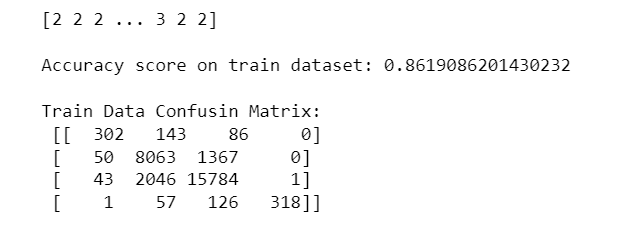 [2 2 2 ... 3 2 2]
Accuracy score on train dataset: 0.8619086201430232
Train Data Confusin Matrix:
[[ 302 143 86 0]
[ 50 8063 1367 0]
[ 43 2046 15784 1]
[ 1 57 126 318]]